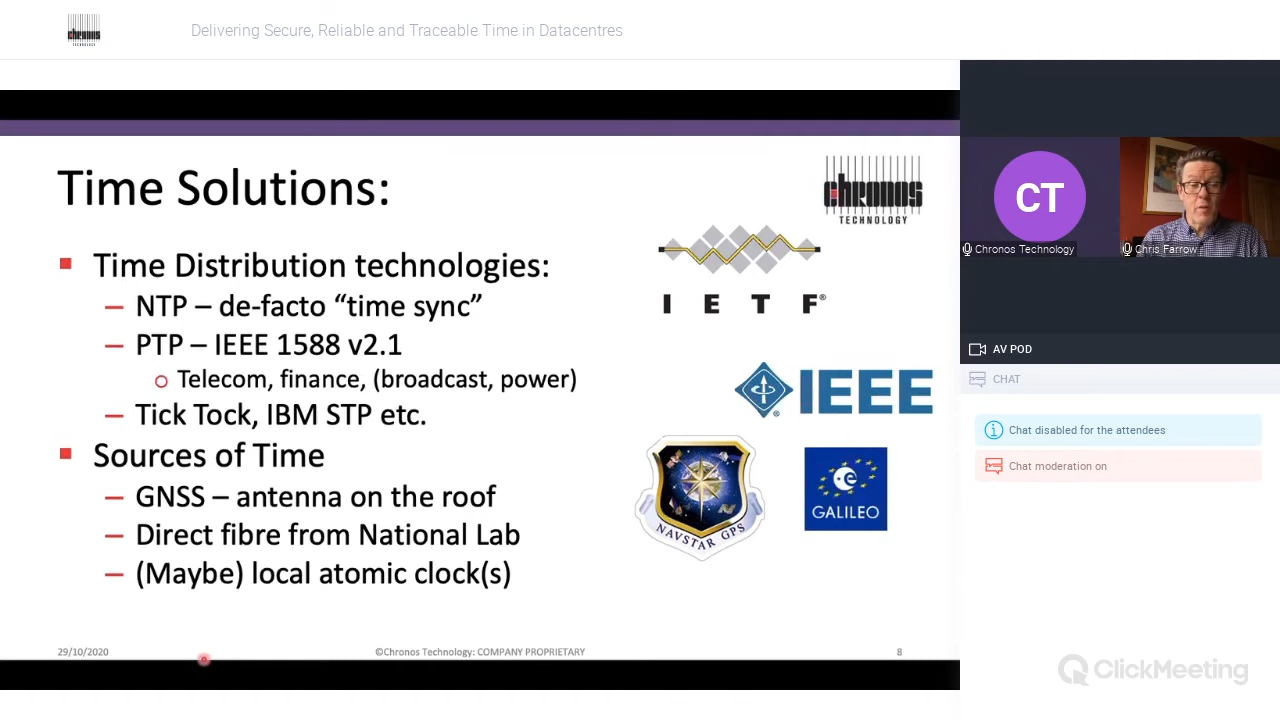 chronos
TECHNOLOGY
Delivering Secure, Reliable and Traceable Time in Datacentres
Time Solutions:
chronos
TECHNOLOGY
Time Distribution technologies:
– NTP – de-facto “time sync”
– PTP – IEEE 1588 v2.1
Telecom, finance, (broadcast, power)
– Tick Tock, IBM STP etc.
Sources of Time
– GNSS – antenna on the roof
– Direct fibre from National Lab
– (Maybe) local atomic clock(s)
IETF®
IEEE
®
NAVSTAR GPS
e
GALILEO
29/10/2020
©Chronos Technology: COMPANY PROPRIETARY
8
CT
Chronos Technology
Chris Farrow
AV POD
CHAT
Chat disabled for the attendees
Chat moderation on
ClickMeeting